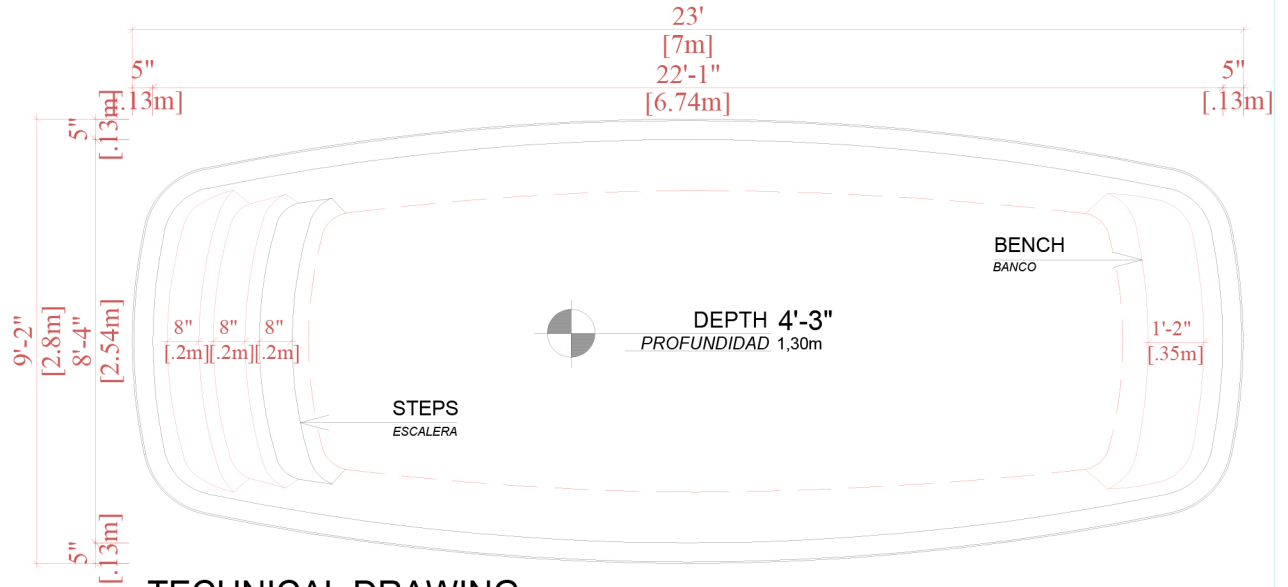 23'
[7m]
5"
22'-1"
5"
[.13m]
[6.74m]
[.13m]
5"
[.13m]
BENCH
BANCO
9'-2"
[2.8m]
8'-4"
[2.54m]
8"
8"
8"
[.2m]
[.2m]
[.2m]
DEPTH 4'-3"
PROFUNDIDAD 1,30m
1'-2"
[.35m]
STEPS
ESCALERA
5"
[.13m]
TECHNICAL DRAWING